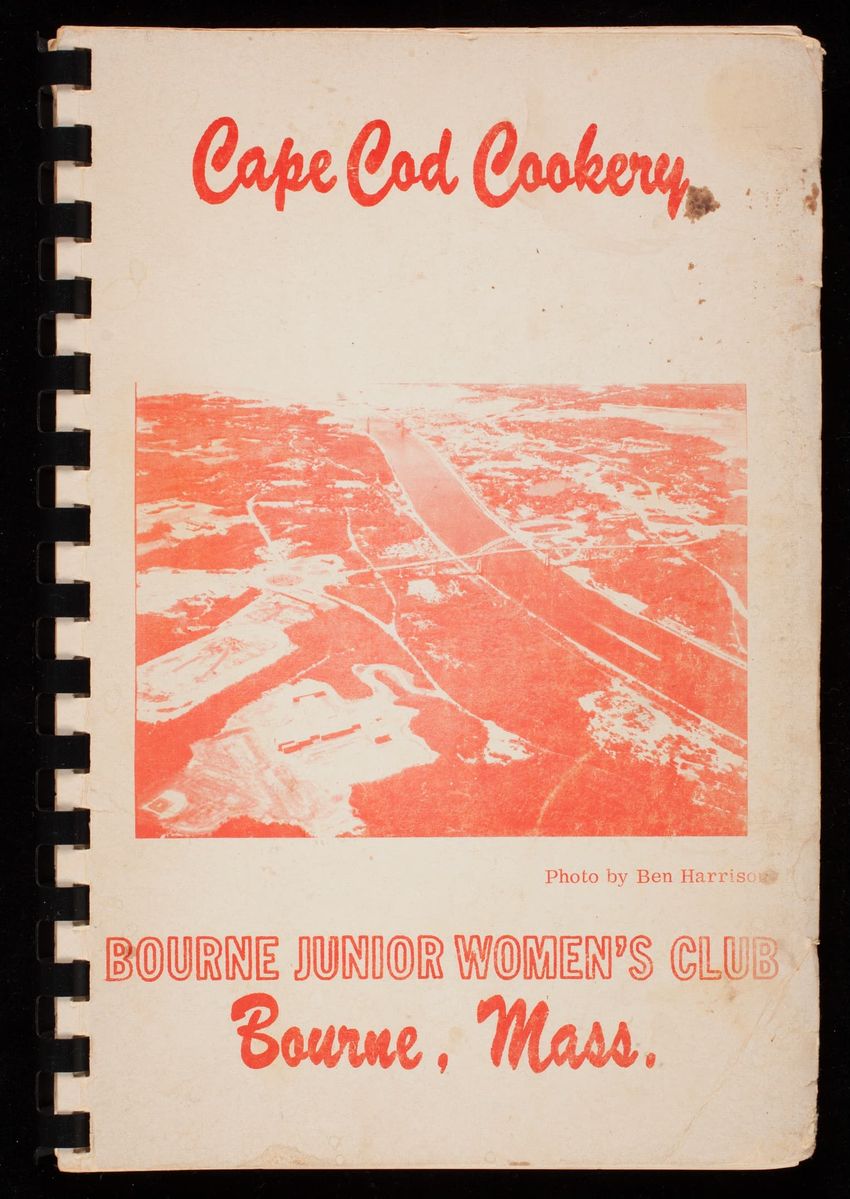 Cape Cod Cookery
Photo by Ben Harrison
BOURNE JUNIOR WOMEN'S CLUB
Bourne, Mass.